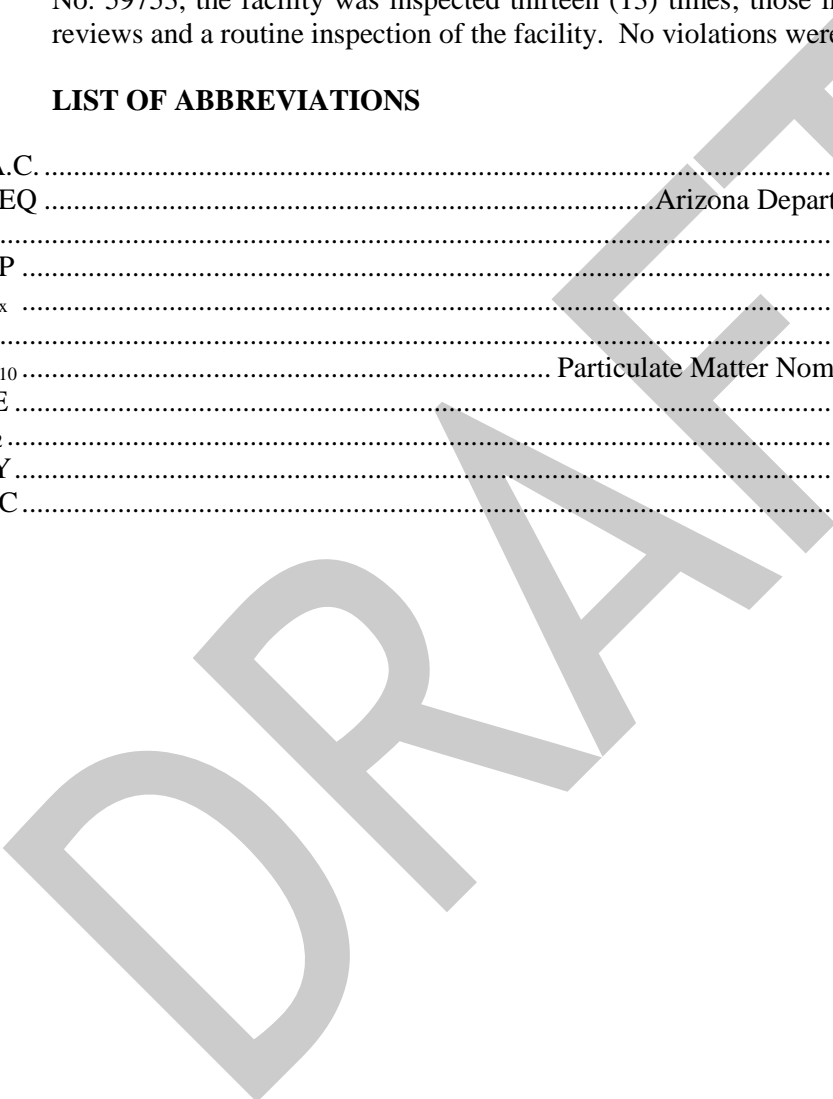 No. 59753, the facility was inspected thirteen (13) times, those
reviews and a routine inspection of the facility. No violations were
LIST OF ABBREVIATIONS
A.C. ....................................................................................................
EQ ....................................................................................Arizona Depart
....................................................................................................
P ....................................................................................................
x ....................................................................................................
....................................................................................................
10 .......................................................................... Particulate Matter Nom
E ....................................................................................................
2 ....................................................................................................
Y ....................................................................................................
C ....................................................................................................
DRAFT